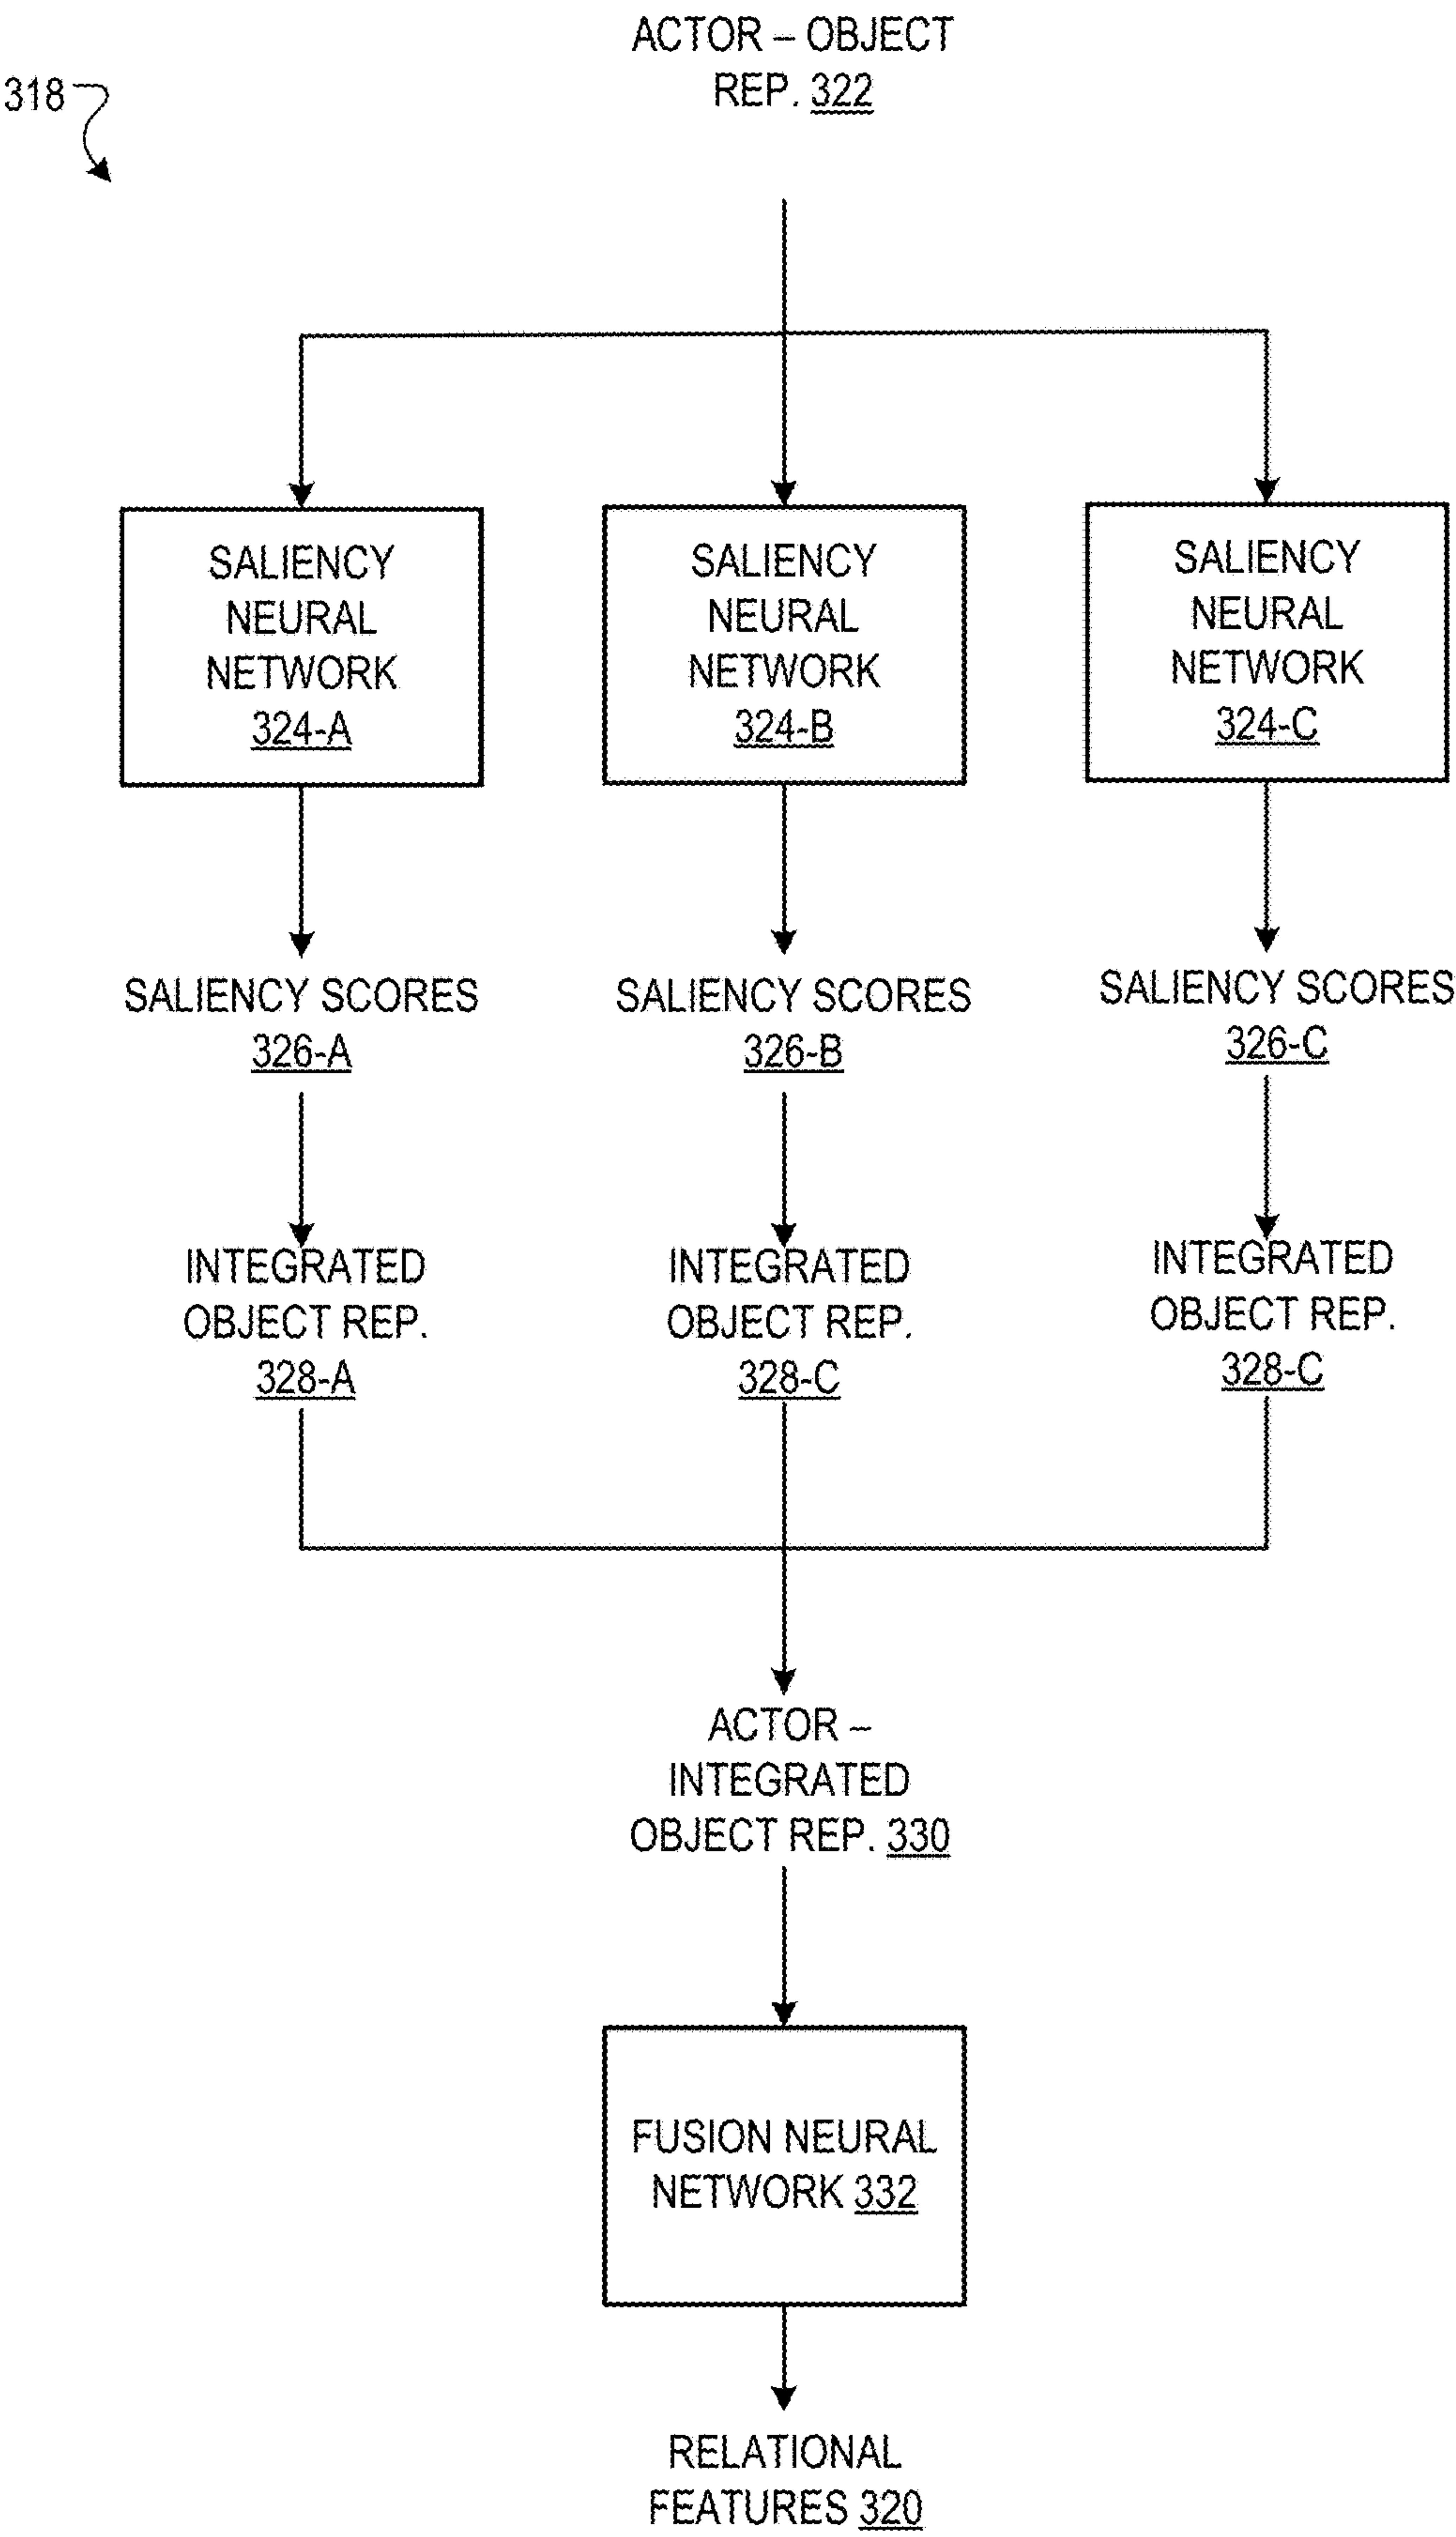 ACTOR – OBJECT
REP. 322
318
SALIENCY
NEURAL
NETWORK
324-A
SALIENCY
NEURAL
NETWORK
324-B
SALIENCY
NEURAL
NETWORK
324-C
SALIENCY SCORES
326-A
SALIENCY SCORES
326-B
SALIENCY SCORES
326-C
INTEGRATED
OBJECT REP.
328-A
INTEGRATED
OBJECT REP.
328-C
INTEGRATED
OBJECT REP.
328-C
ACTOR –
INTEGRATED
OBJECT REP. 330
FUSION NEURAL
NETWORK 332
RELATIONAL
FEATURES 320